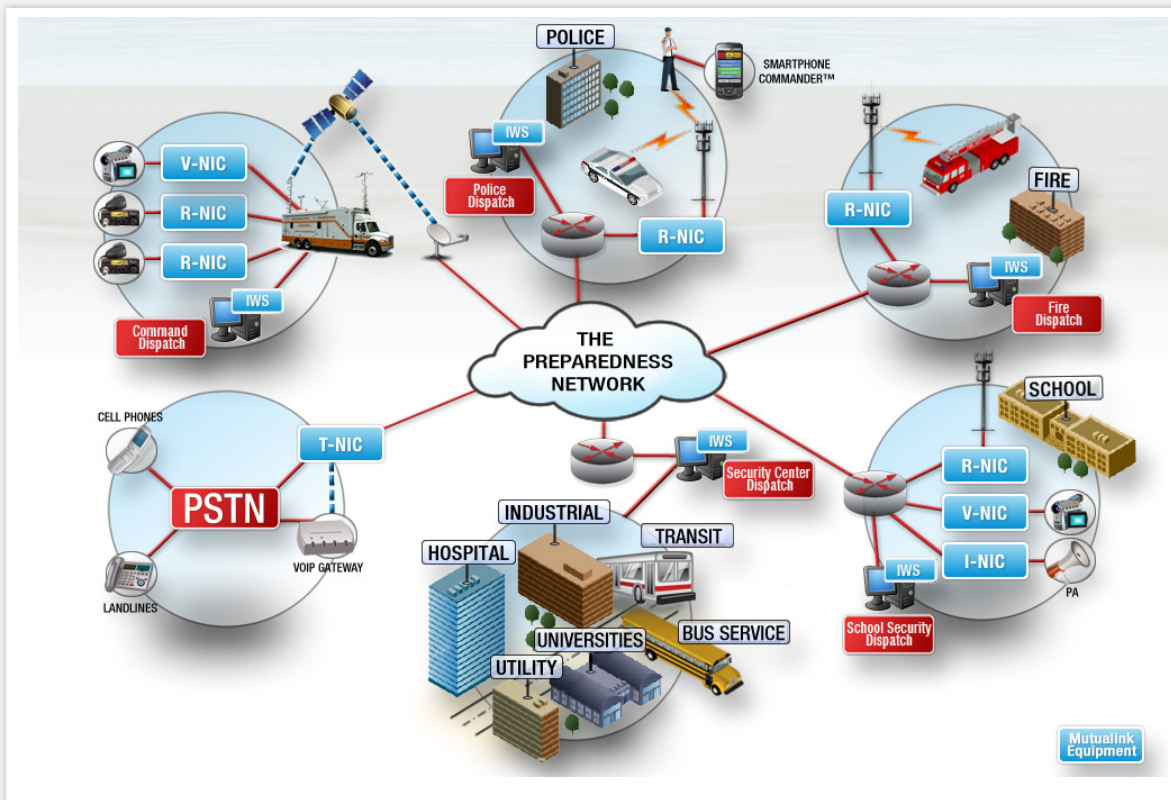 POLICE
SMARTPHONE
COMMANDER™
IWS
Police
Dispatch
R-NIC
V-NIC
R-NIC
R-NIC
IWS
Command
Dispatch
R-NIC
FIRE
IWS
Fire
Dispatch
THE
PREPAREDNESS
NETWORK
CELL PHONES
T-NIC
PSTN
VOIP GATEWAY
LANDLINES
IWS
Security Center
Dispatch
INDUSTRIAL
TRANSIT
HOSPITAL
UNIVERSITIES
BUS SERVICE
UTILITY
SCHOOL
R-NIC
V-NIC
I-NIC
PA
IWS
School Security
Dispatch
Mutualink
Equipment